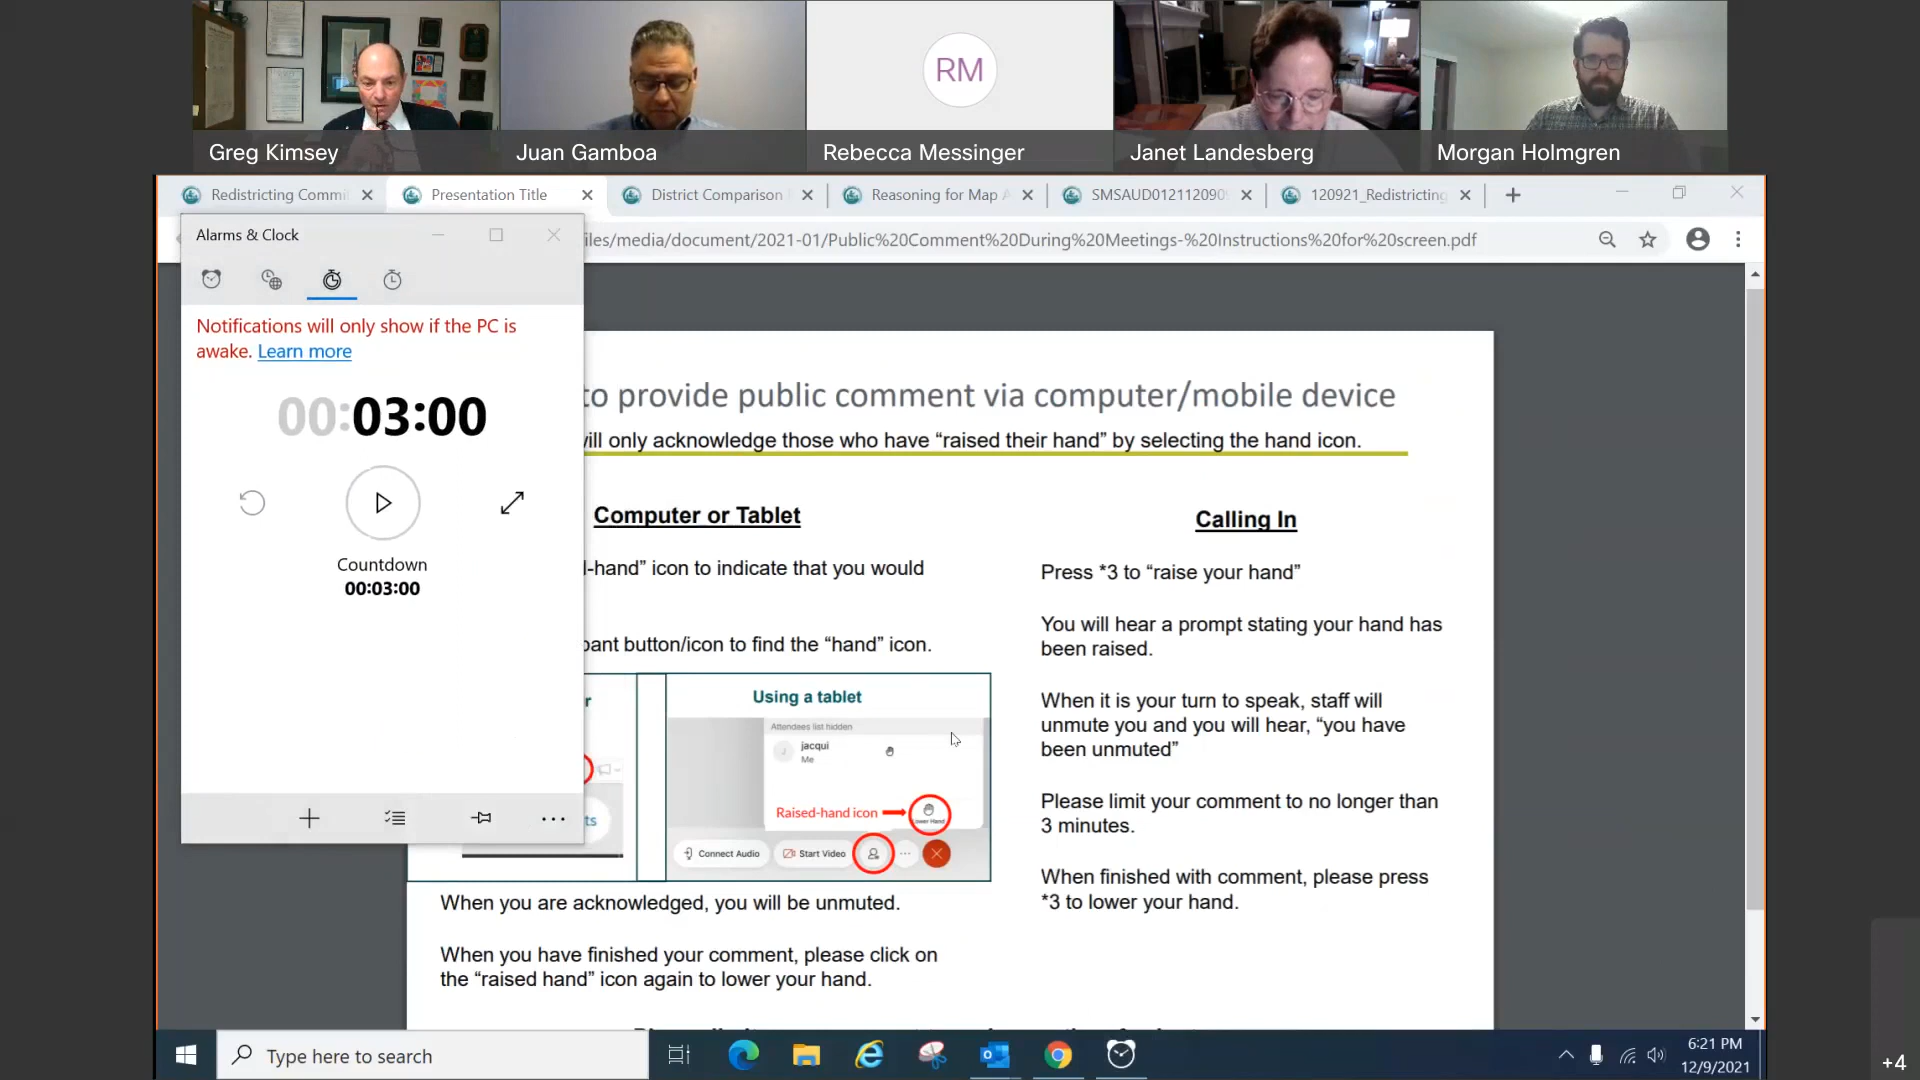 RM
Greg Kimsey
Juan Gamboa
Rebecca Messinger
Janet Landesberg
Morgan Holmgren
Redistricting Commi
Presentation Title
District Comparison
Reasoning for Map A
SMSAUD0121120909
120921_Redistricting
iles/media/document/2021-01/Public%20Comment%20During%20Meetings-%20Instructions%20for%20screen.pdf
Alarms & Clock
Notifications will only show if the PC is
awake. Learn more
00:03:00
Countdown
00:03:00
to provide public comment via computer/mobile device
will only acknowledge those who have “raised their hand” by selecting the hand icon.
Computer or Tablet
-hand” icon to indicate that you would
pant button/icon to find the “hand” icon.
r
ts
Using a tablet
Attendees list hidden
J
jacqui
Me
Raised-hand icon
Lower Hand
Connect Audio
Start Video
When you are acknowledged, you will be unmuted.
When you have finished your comment, please click on
the “raised hand” icon again to lower your hand.
Calling In
Press *3 to “raise your hand”
You will hear a prompt stating your hand has
been raised.
When it is your turn to speak, staff will
unmute you and you will hear, “you have
been unmuted”
Please limit your comment to no longer than
3 minutes.
When finished with comment, please press
*3 to lower your hand.
Type here to search
6:21 PM
12/9/2021
+4